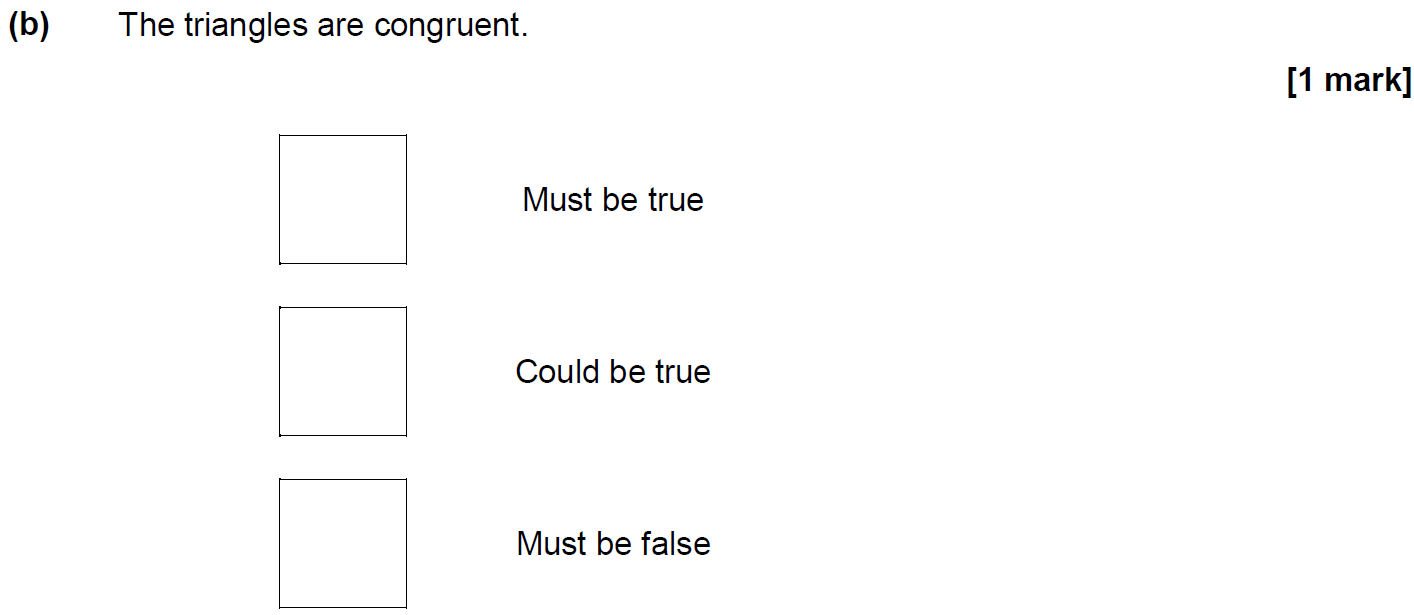 (b) The triangles are congruent.
[1 mark]
Must be true
Could be true
Must be false